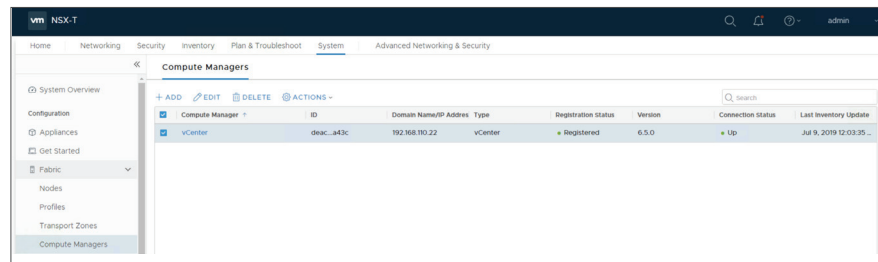 vm NSX-T
admin
Home Networking Security Inventory Plan & Troubleshoot System Advanced Networking & Security
Compute Managers
System Overview
+ ADD EDIT DELETE ACTIONS
Search
Configuration
Compute Manager ID Domain Name/IP Addres Type Registration Status Version Connection Status Last Inventory Update
Appliances
vCenter deac...a43c 192.168.110.22 vCenter Registered 6.5.0 Up Jul 9, 2019 12:03:35 ...
Get Started
Fabric
Nodes
Profiles
Transport Zones
Compute Managers